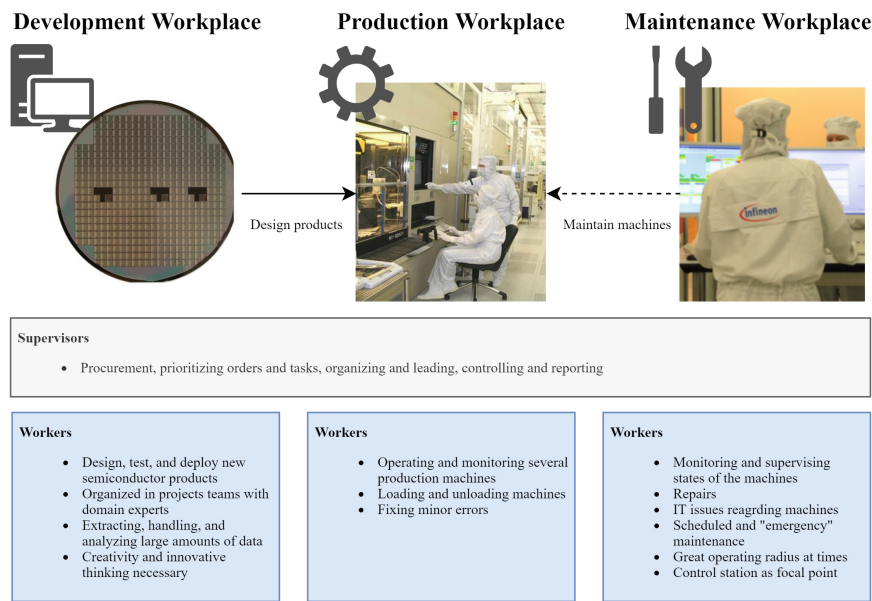 Development Workplace
Production Workplace
Maintenance Workplace
Design products
Maintain machines
infineon
Supervisors
• Procurement, prioritizing orders and tasks, organizing and leading, controlling and reporting
Workers
• Design, test, and deploy new
semiconductor products
• Organized in projects teams with
domain experts
• Extracting, handling, and
analyzing large amounts of data
• Creativity and innovative
thinking necessary
Workers
• Operating and monitoring several
production machines
• Loading and unloading machines
• Fixing minor errors
Workers
• Monitoring and supervising
states of the machines
• Repairs
• IT issues reagrding machines
• Scheduled and "emergency"
maintenance
• Great operating radius at times
• Control station as focal point